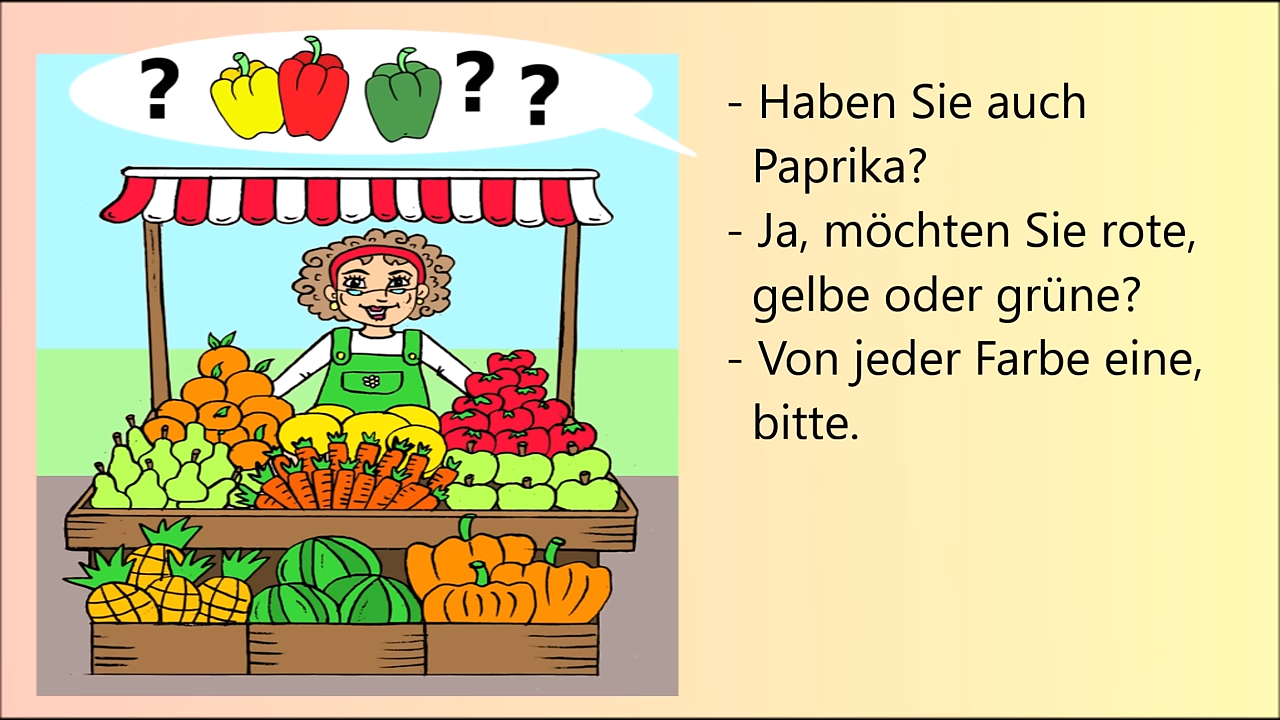 ? ? ?
- Haben Sie auch
Paprika?
- Ja, möchten Sie rote,
gelbe oder grüne?
- Von jeder Farbe eine,
bitte.